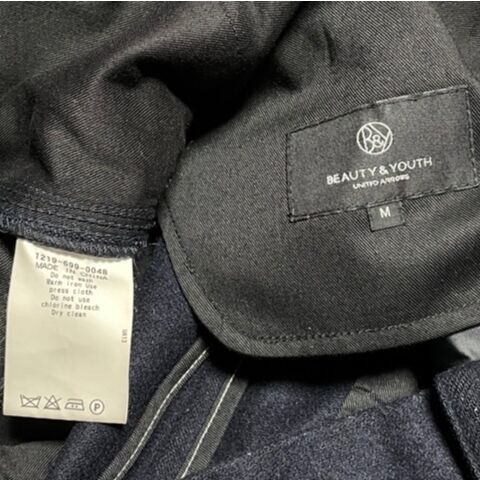 B&Y
BEAUTY & YOUTH
UNITED ARROWS
M
1219-699-0048
MADE IN CHINA
Do not wash
Warm iron Use
press cloth
Do not use
chlorine bleach
Dry clean
P